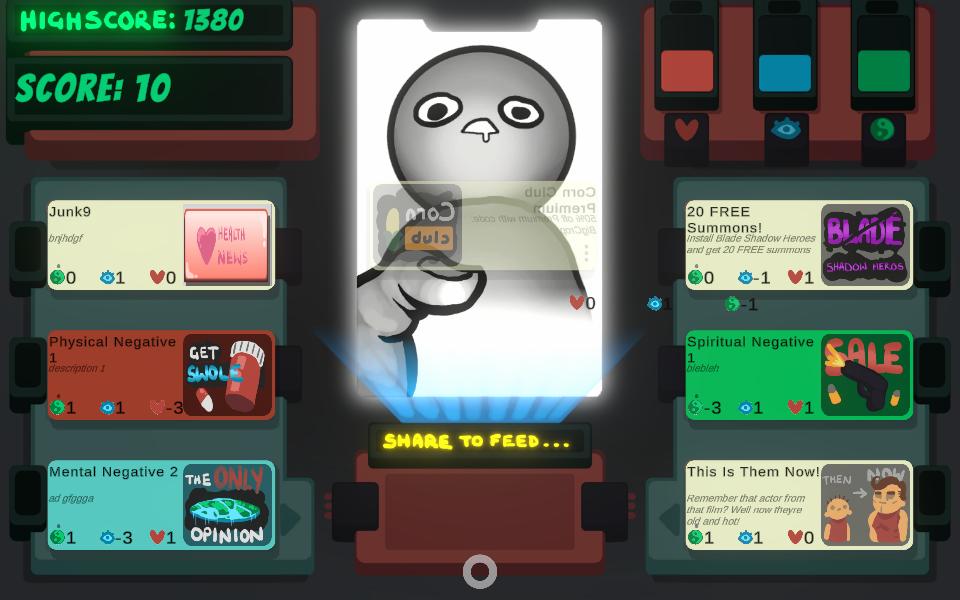 HIGHSCORE: 1380
SCORE: 10
Junk9
bnjhdgf
0 1 0
HEALTH
NEWS
Physical Negative
1
description 1
1 1 -3
GET
SWOLE
Mental Negative 2
ad gfggga
1 -3 1
THE ONLY
OPINION
Corn Club
Premium
50% off Premium with code.
Corn
club
0 1 -1
SHARE TO FEED...
20 FREE
Summons!
Install Blade Shadow Heroes
and get 20 FREE summons
0 -1 1
BLADE
SHADOW HEROS
Spiritual Negative
1
blebleh
-3 1 1
SALE
This Is Them Now!
Remember that actor from
that film? Well now theyre
old and hot!
1 1 0
THEN NOW